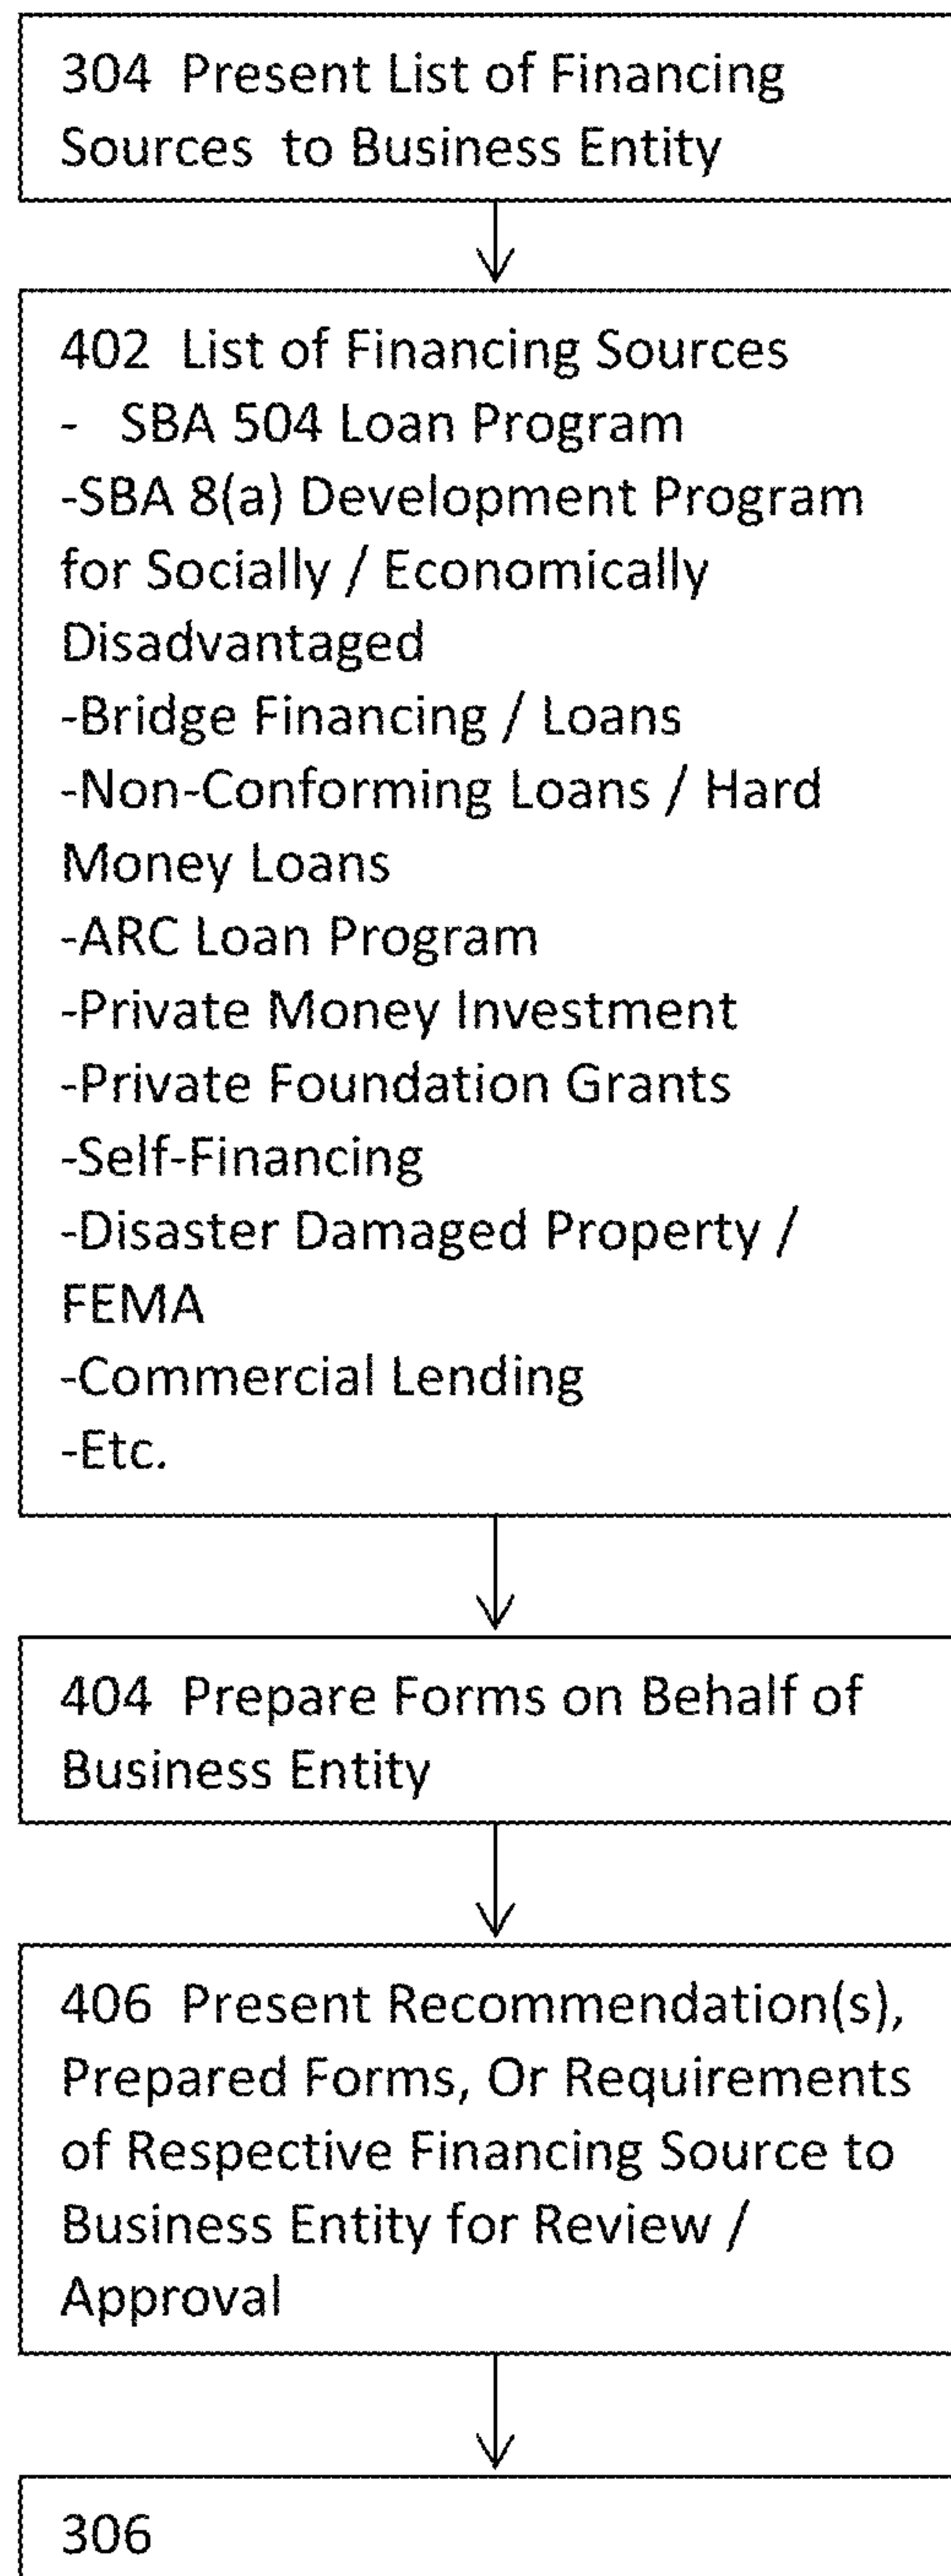 304 Present List of Financing
Sources to Business Entity
402 List of Financing Sources
- SBA 504 Loan Program
-SBA 8(a) Development Program
for Socially / Economically
Disadvantaged
-Bridge Financing / Loans
-Non-Conforming Loans / Hard
Money Loans
-ARC Loan Program
-Private Money Investment
-Private Foundation Grants
-Self-Financing
-Disaster Damaged Property /
FEMA
-Commercial Lending
-Etc.
404 Prepare Forms on Behalf of
Business Entity
406 Present Recommendation(s),
Prepared Forms, Or Requirements
of Respective Financing Source to
Business Entity for Review /
Approval
306